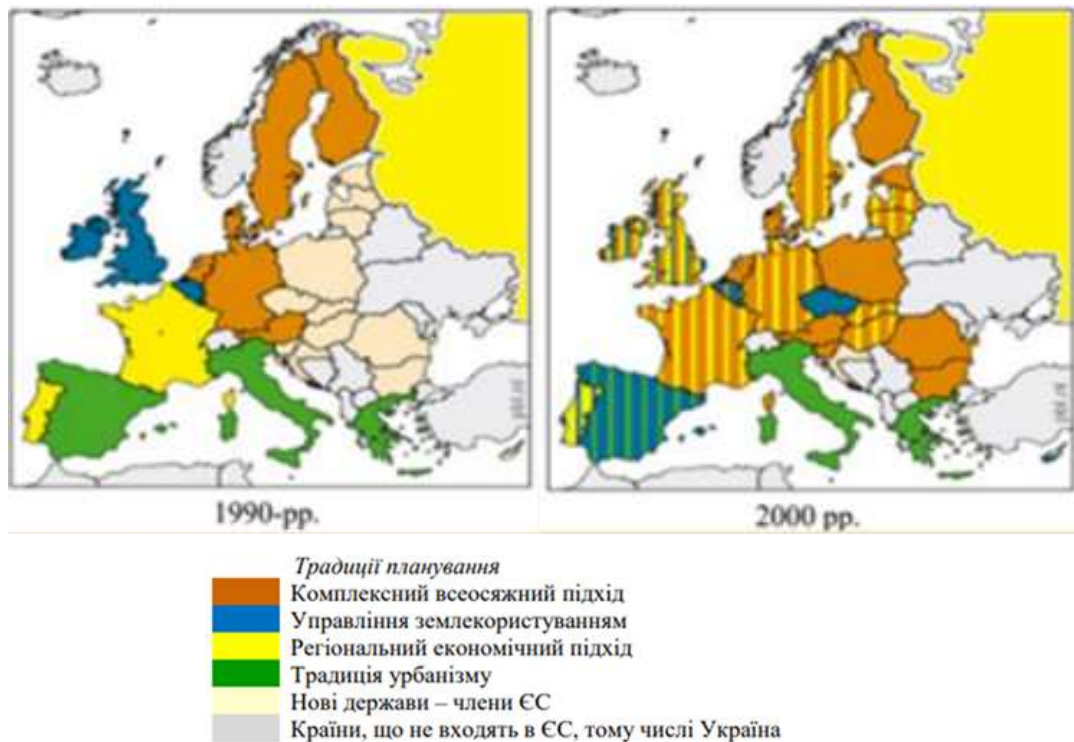 1990-рр.
2000 рр.
Традиції планування
Комплексний всеосяжний підхід
Управління землекористуванням
Регіональний економічний підхід
Традиція урбанізму
Нові держави – члени ЄС
Країни, що не входять в ЄС, тому числі Україна